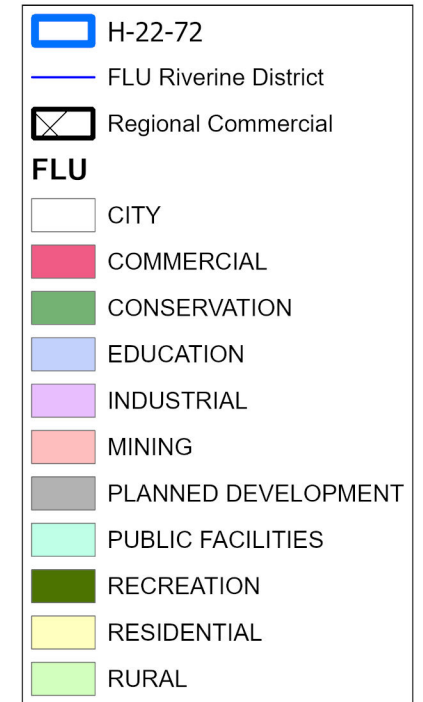 H-22-72
FLU Riverine District
Regional Commercial
FLU
CITY
COMMERCIAL
CONSERVATION
EDUCATION
INDUSTRIAL
MINING
PLANNED DEVELOPMENT
PUBLIC FACILITIES
RECREATION
RESIDENTIAL
RURAL